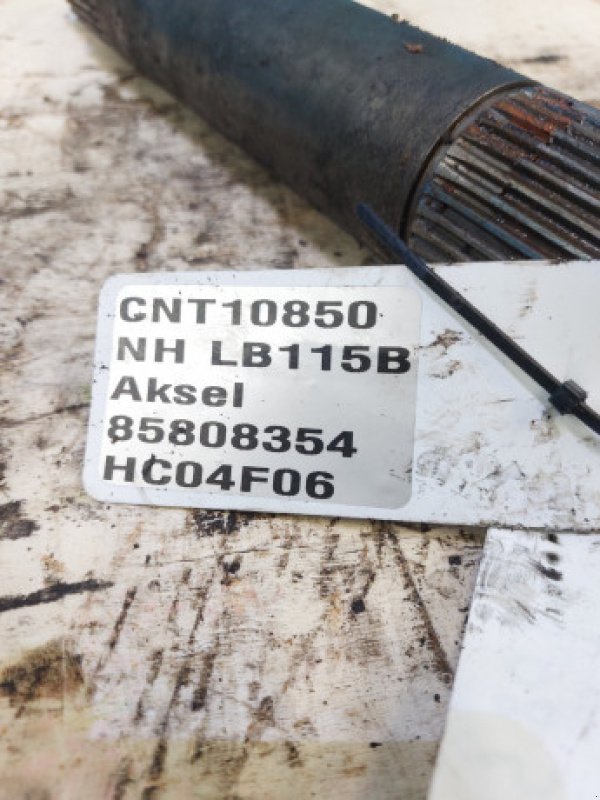 CNT10850
NH LB115B
Aksel
85808354
HC04F06